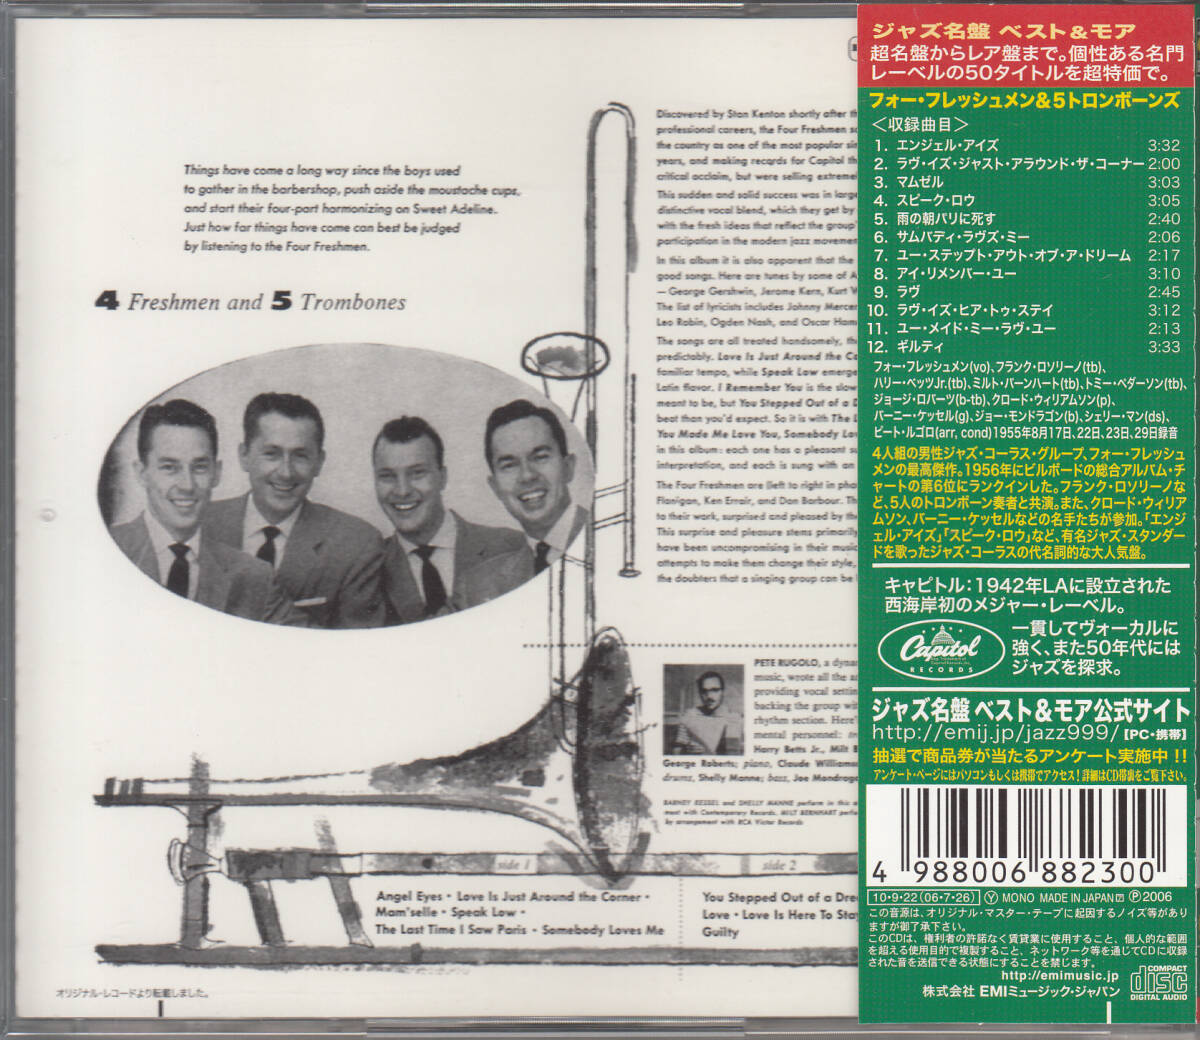 Things have come a long way since the boys used
to gather in the barbershop, push aside the moustache cups,
and start their four-part harmonizing on Sweet Adeline.
Just how far things have come can best be judged
by listening to the Four Freshmen.
4 Freshmen and 5 Trombones
Discovered by Stan Kenton shortly after th
professional careers, the Four Freshmen
the country as one of the most popular
years, and making records for Capitol th
critical acclaim, but were selling extreme
This sudden and solid success was in large
distinctive vocal blend, which they get by
with the fresh ideas that reflect the group'
participation in the modern jazz movemen
In this album it is also apparent that the
good songs. Here are tunes by some of A
— George Gershwin, Jerome Kern, Kurt W
The list of lyricists includes Johnny Mercer
Leo Robin, Ogden Nash, and Oscar Ham
The songs are all treated handsomely, th
predictably. Love Is Just Around the Co
familiar tempo, while Speak Low emerge
Latin flavor. I Remember You is the slow
meant to be, but You Stepped Out of a D
beat than you'd expect. So it is with The L
You Made Me Love You, Somebody Lo
in this album: each one has a pleasant su
interpretation, and each is sung with an
The Four Freshmen are (left to right in pho
Flanigan, Ken Errair, and Don Barbour. Th
to their work, surprised and pleased by th
This surprise and pleasure stems primarily
have been uncompromising in their music
attempts to make them change their style,
the doubters that a singing group can be
PETE RUGOLO, a dyna
music, wrote all the a
providing vocal settin
backing the group wi
rhythm section. Here'
mental personnel:
Harry Betts Jr., Milt B
George Roberts; piano, Claude Williams
drums, Shelly Manne; bass, Joe Mondrago
BARNEY KESSEL and SHELLY MANNE perform in this
ment with Contemporary Records. MILT BERNHART perfo
by arrangement with RCA Victor Records
side 1
side 2
Angel Eyes · Love Is Just Around the Corner ·
Mam'selle · Speak Low ·
The Last Time I Saw Paris · Somebody Loves Me
You Stepped Out of a Drea
Love · Love Is Here To Stay
Guilty
オリジナル・レコードより転載しました。
ジャズ名盤 ベスト&モア
超名盤からレア盤まで。個性ある名門
レーベルの50タイトルを超特価で。
フォー・フレッシュメン&5トロンボーンズ
<収録曲目>
1. エンジェル・アイズ 3:32
2. ラヴ・イズ・ジャスト・アラウンド・ザ・コーナー 2:00
3. マムゼル 3:03
4. スピーク・ロウ 3:05
5. 雨の朝パリに死す 2:40
6. サムバディ・ラヴズ・ミー 2:06
7. ユー・ステップト・アウト・オブ・ア・ドリーム 2:17
8. アイ・リメンバー・ユー 3:10
9. ラヴ 2:45
10. ラヴ・イズ・ヒア・トゥ・ステイ 3:12
11. ユー・メイド・ミー・ラヴ・ユー 2:13
12. ギルティ 3:33
フォー・フレッシュメン(vo)、フランク・ロソリーノ(tb)、
ハリー・ベッツJr.(tb)、ミルト・バーンハート(tb)、トミー・ペダーソン(tb)、
ジョージ・ロバーツ(b-tb)、クロード・ウィリアムソン(p)、
バーニー・ケッセル(g)、ジョー・モンドラゴン(b)、シェリー・マン(ds)、
ピート・ルゴロ(arr, cond)1955年8月17日、22日、23日、29日録音
4人組の男性ジャズ・コーラス・グループ、フォー・フレッシュ
メンの最高傑作。1956年にビルボードの総合アルバム・チ
ャートの第6位にランクインした。フランク・ロソリーノな
ど、5人のトロンボーン奏者と共演。また、クロード・ウィリア
ムソン、バーニー・ケッセルなどの名手たちが参加。「エンジ
ェル・アイズ」「スピーク・ロウ」など、有名ジャズ・スタンダー
ドを歌ったジャズ・コーラスの代名詞的な大人気盤。
キャピトル:1942年LAに設立された
西海岸初のメジャー・レーベル。
一貫してヴォーカルに
強く、また50年代には
ジャズを探求。
Capitol
RECORDS
ジャズ名盤 ベスト&モア公式サイト
http://emij.jp/jazz999/【PC・携帯】
抽選で商品券が当たるアンケート実施中!!
アンケート・ページにはパソコンもしくは携帯でアクセス!詳細はCD帯裏をご覧下さい。
4 988006 882300
10・9・22(06・7・26) Ⓨ MONO MADE IN JAPAN ℗2006
この音源は、オリジナル・マスター・テープに起因するノイズ等があり
ますが御了承下さい。
このCDは、権利者の許諾なく賃貸業に使用すること、個人的な範囲
を超える使用目的で複製すること、ネットワーク等を通じてCDに収録
された音を送信できる状態にすることを禁じます。
http://emimusic.jp
株式会社 EMIミュージック・ジャパン
COMPACT
disc
DIGITAL AUDIO